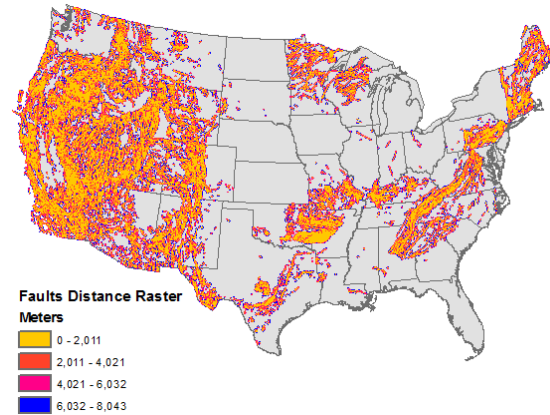 Faults Distance Raster
Meters
0 - 2,011
2,011 - 4,021
4,021 - 6,032
6,032 - 8,043